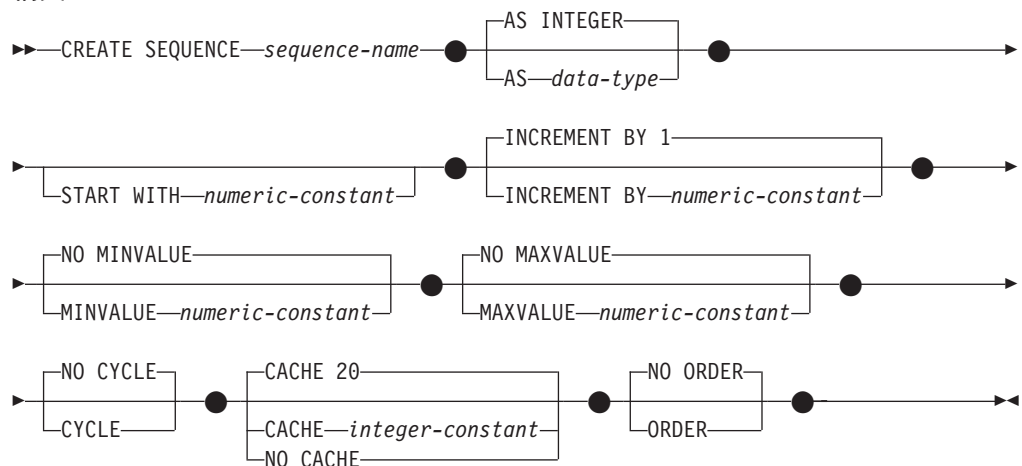 AS INTEGER
CREATE SEQUENCE sequence-name
AS data-type
INCREMENT BY 1
START WITH numeric-constant
INCREMENT BY numeric-constant
NO MINVALUE
NO MAXVALUE
MINVALUE numeric-constant
MAXVALUE numeric-constant
NO CYCLE
CACHE 20
NO ORDER
CYCLE
CACHE integer-constant
ORDER
NO CACHE